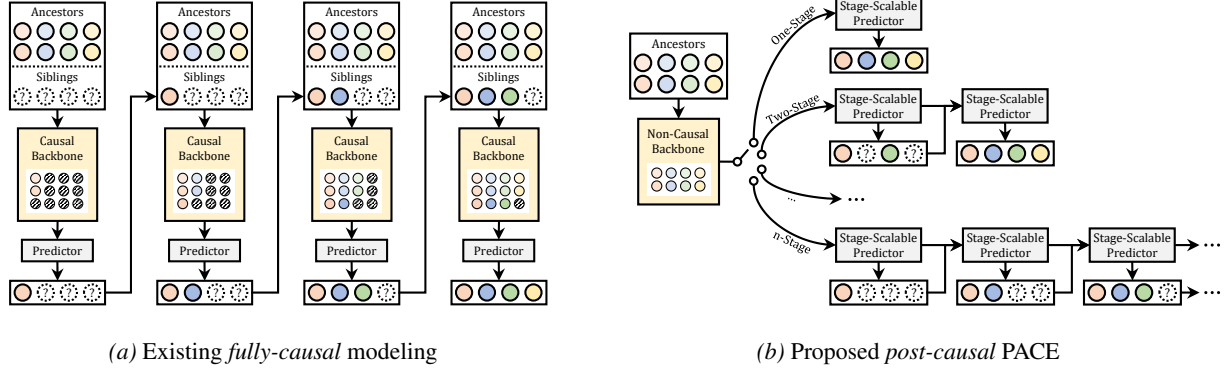 Ancestors
Siblings
? ? ? ?
Causal
Backbone
Predictor
? ? ?
Ancestors
Siblings
? ? ?
Causal
Backbone
Predictor
? ?
Ancestors
Siblings
? ?
Causal
Backbone
Predictor
?
Ancestors
Siblings
?
Causal
Backbone
Predictor
(a) Existing fully-causal modeling
Ancestors
Non-Causal
Backbone
One-Stage
Stage-Scalable
Predictor
Two-Stage
Stage-Scalable
Predictor
? ?
Stage-Scalable
Predictor
...
...
n-Stage
Stage-Scalable
Predictor
? ? ?
Stage-Scalable
Predictor
? ?
Stage-Scalable
Predictor
?
...
...
(b) Proposed post-causal PACE